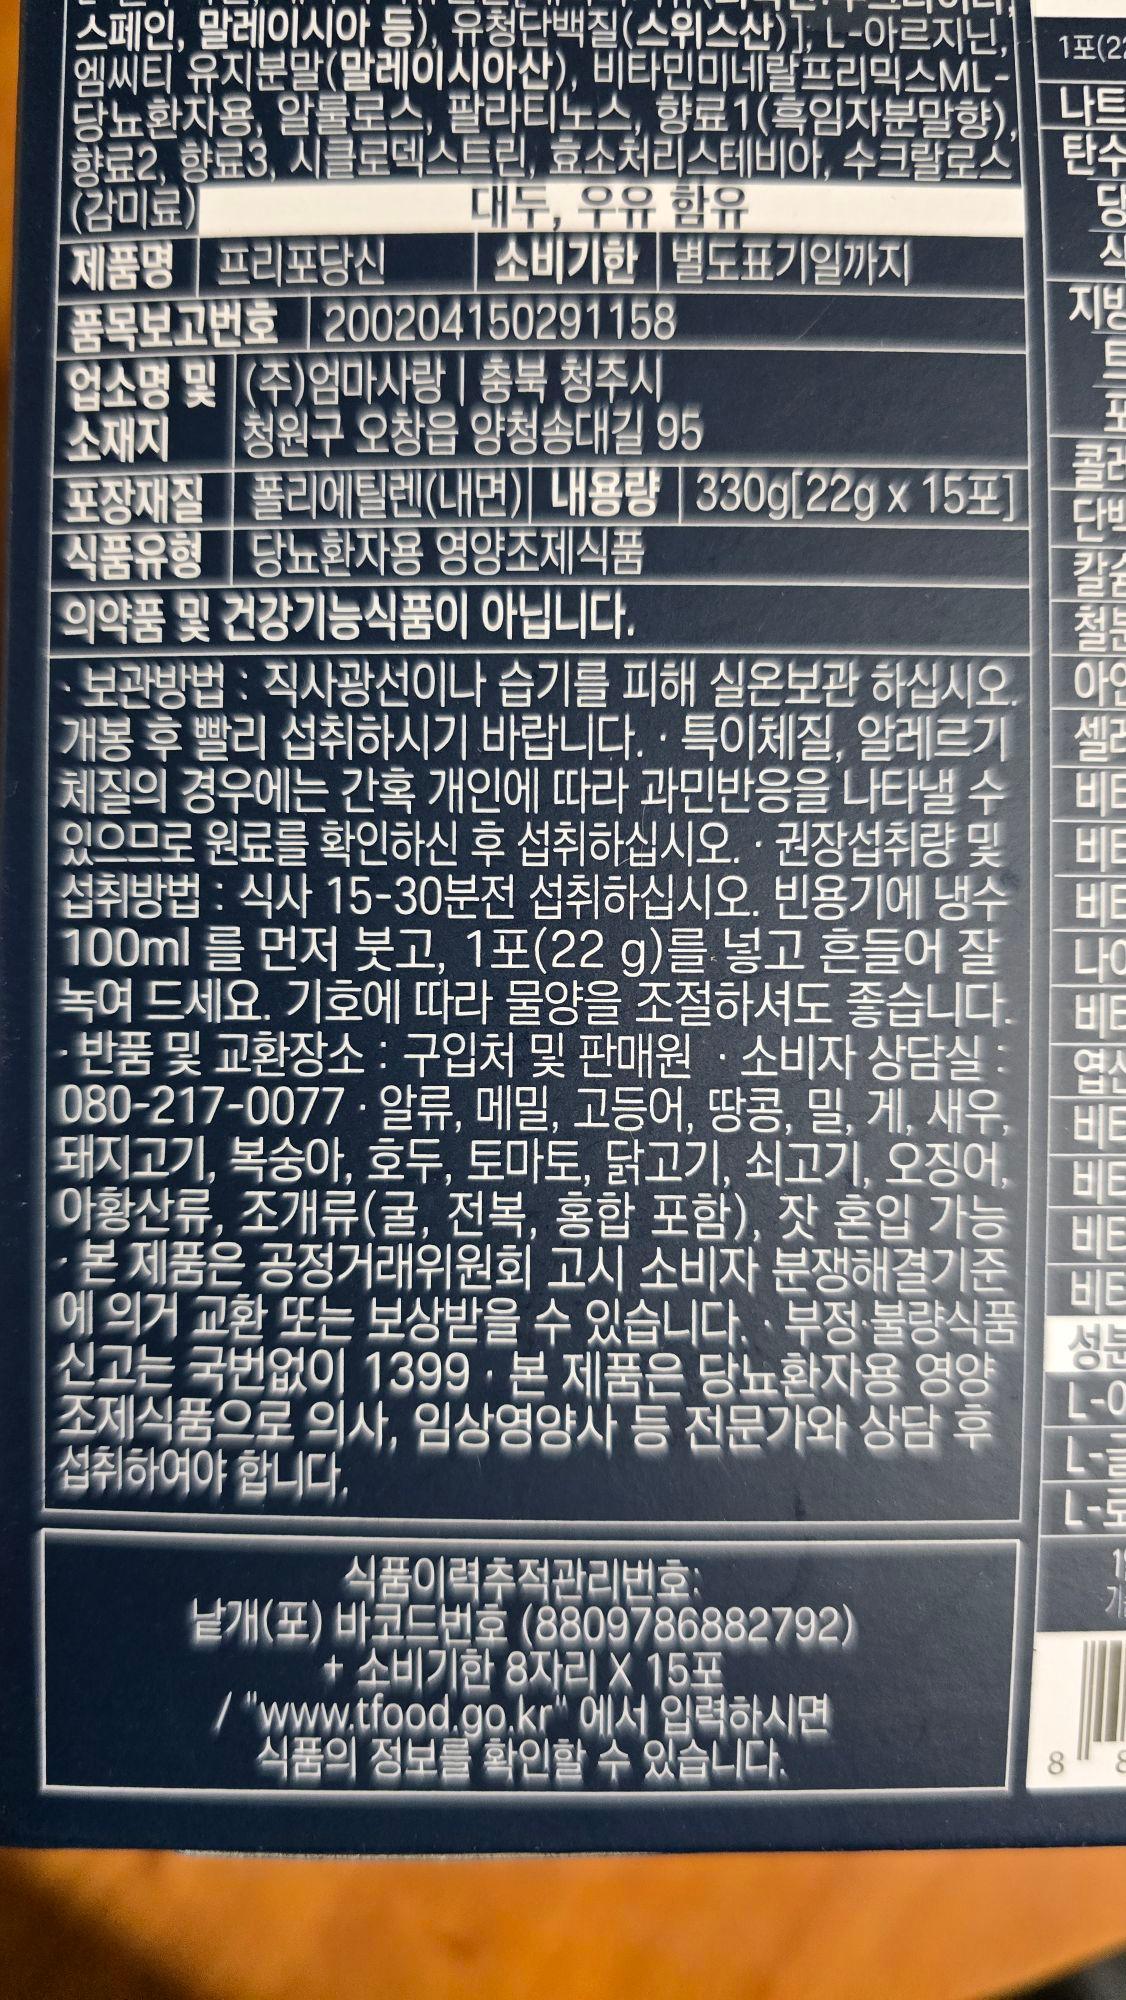 스페인, 말레이시아 등), 유청단백질(스위스산)], L-아르지닌,
엠씨티 유지분말(말레이시아산), 비타민미네랄프리믹스ML-
당뇨환자용, 알룰로스, 팔라티노스, 향료1(흑임자분말향),
향료2, 향료3, 시클로덱스트린, 효소처리스테비아, 수크랄로스
(감미료) 대두, 우유 함유
제품명 프리포당신 소비기한 별도표기일까지
품목보고번호 200204150291158
업소명 및 (주)엄마사랑 | 충북 청주시
소재지 청원구 오창읍 양청송대길 95
포장재질 폴리에틸렌(내면) 내용량 330g[22g x 15포]
식품유형 당뇨환자용 영양조제식품
의약품 및 건강기능식품이 아닙니다.
· 보관방법 : 직사광선이나 습기를 피해 실온보관 하십시오.
개봉 후 빨리 섭취하시기 바랍니다. · 특이체질, 알레르기
체질의 경우에는 간혹 개인에 따라 과민반응을 나타낼 수
있으므로 원료를 확인하신 후 섭취하십시오. · 권장섭취량 및
섭취방법 : 식사 15-30분전 섭취하십시오. 빈용기에 냉수
100ml 를 먼저 붓고, 1포(22 g)를 넣고 흔들어 잘
녹여 드세요. 기호에 따라 물양을 조절하셔도 좋습니다.
· 반품 및 교환장소 : 구입처 및 판매원 · 소비자 상담실 :
080-217-0077 · 알류, 메밀, 고등어, 땅콩, 밀, 게, 새우,
돼지고기, 복숭아, 호두, 토마토, 닭고기, 쇠고기, 오징어,
아황산류, 조개류(굴, 전복, 홍합 포함), 잣 혼입 가능
· 본 제품은 공정거래위원회 고시 소비자 분쟁해결기준
에 의거 교환 또는 보상받을 수 있습니다. · 부정·불량식품
신고는 국번없이 1399 · 본 제품은 당뇨환자용 영양
조제식품으로 의사, 임상영양사 등 전문가와 상담 후
섭취하여야 합니다.
식품이력추적관리번호:
낱개(포) 바코드번호 (8809786882792)
+ 소비기한 8자리 X 15포
/ "www.tfood.go.kr" 에서 입력하시면
식품의 정보를 확인할 수 있습니다.